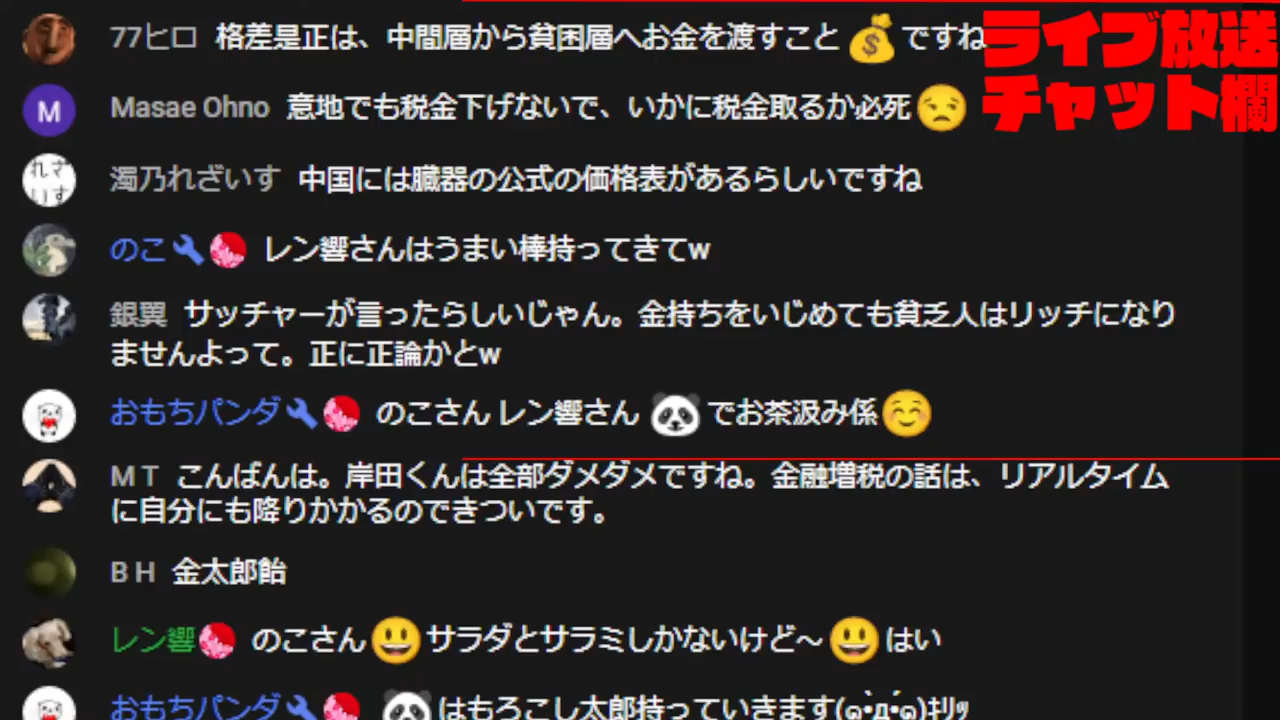 ライブ放送
チャット欄
77ヒロ 格差是正は、中間層から貧困層へお金を渡すこと💰ですね
Masae Ohno 意地でも税金下げないで、いかに税金取るか必死😒
濁乃れざいす 中国には臓器の公式の価格表があるらしいですね
のこ🔧 レン響さんはうまい棒持ってきてw
銀翼 サッチャーが言ったらしいじゃん。金持ちをいじめても貧乏人はリッチになり
ませんよって。正に正論かとw
おもちパンダ🔧 のこさん レン響さん 🐼でお茶汲み係☺️
M T こんばんは。岸田くんは全部ダメダメですね。金融増税の話は、リアルタイム
に自分にも降りかかるのできついです。
B H 金太郎飴
レン響 のこさん😃サラダとサラミしかないけど〜😃はい
おもちパンダ🔧 🐼はもろこし太郎持っていきます(๑•̀д•́๑)ｷﾘｯ
M
れざ
いす